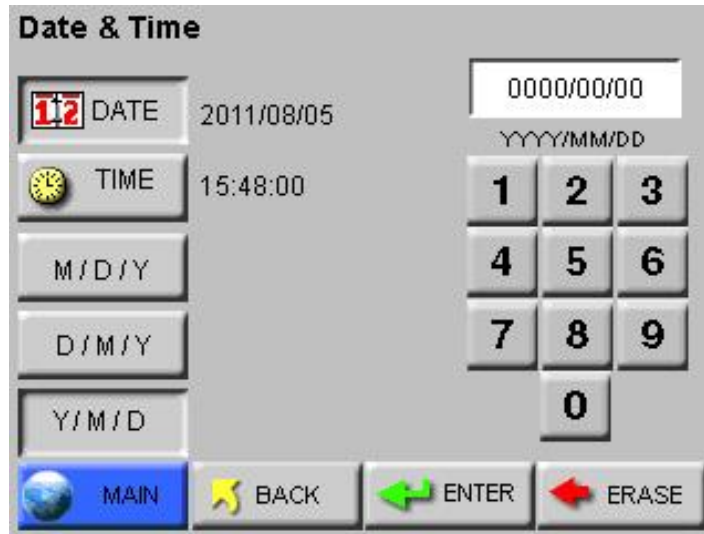 Date & Time
12 DATE 2011/08/05
0000/00/00
YYYY/MM/DD
TIME 15:48:00
M/D/Y
D/M/Y
Y/M/D
1 2 3
4 5 6
7 8 9
0
MAIN BACK ENTER ERASE